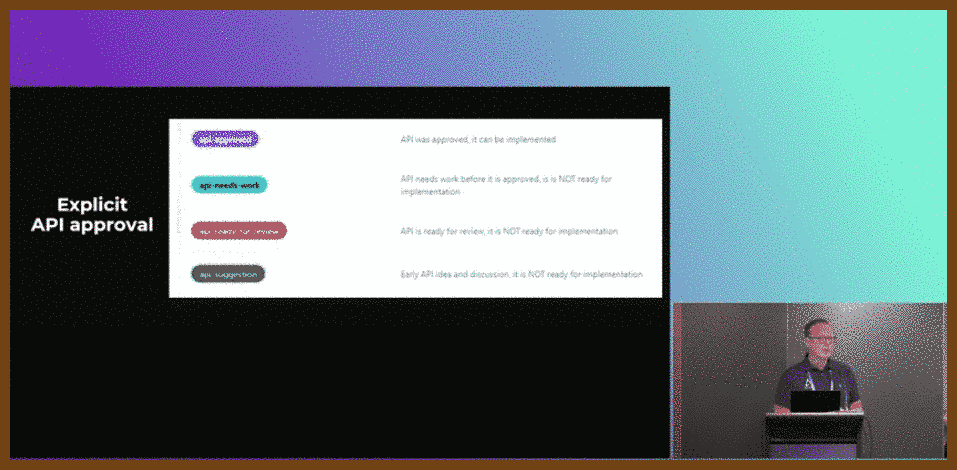 Explicit
API approval
api-approved
API was approved, it can be implemented
api-needs-work
API needs work before it is approved, is is NOT ready for
implementation
api-ready-for-review
API is ready for review, it is NOT ready for implementation
api-suggestion
Early API idea and discussion, it is NOT ready for implementation